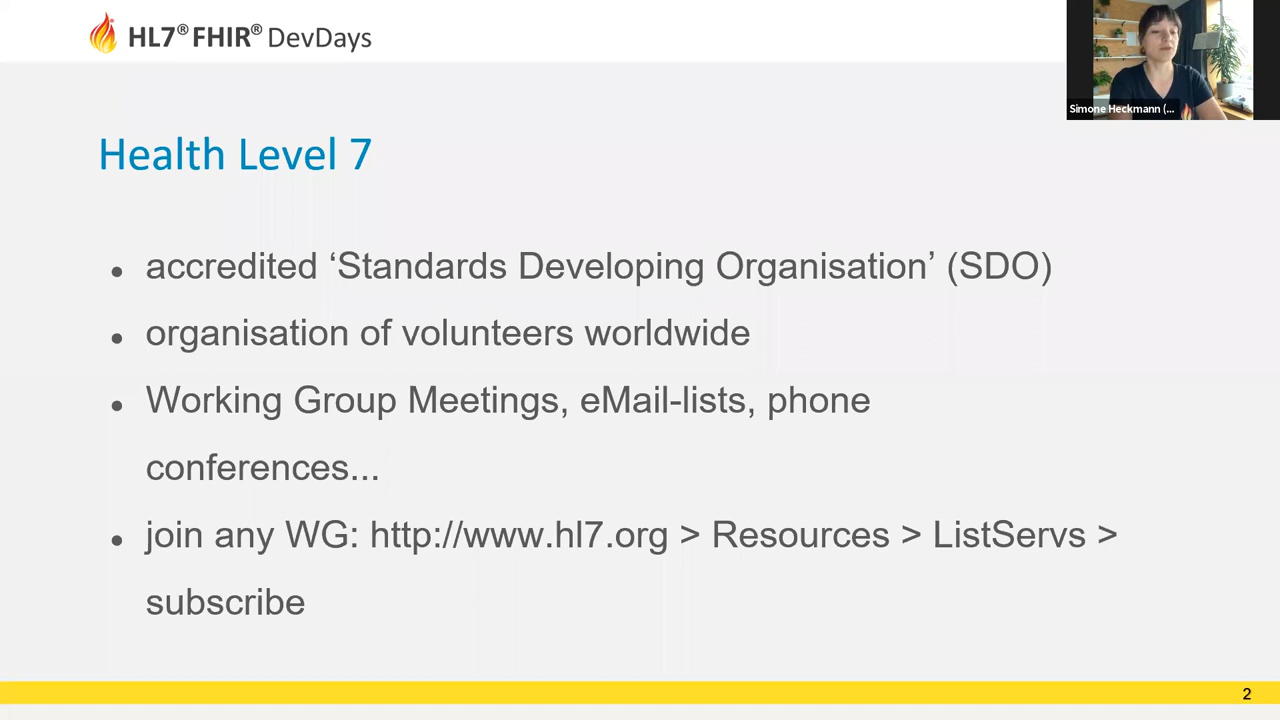 HL7® FHIR® DevDays
Simone Heckmann (...
Health Level 7
• accredited ‘Standards Developing Organisation’ (SDO)
• organisation of volunteers worldwide
• Working Group Meetings, eMail-lists, phone
conferences...
• join any WG: http://www.hl7.org > Resources > ListServs >
subscribe
2